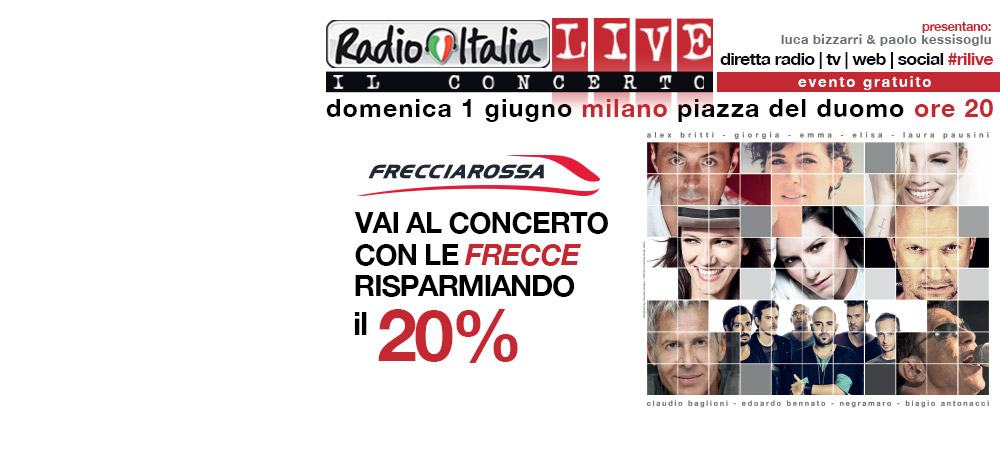 Radio Italia LIVE
IL CONCERTO
presentano:
luca bizzarri & paolo kessisoglu
diretta radio | tv | web | social #rilive
evento gratuito
domenica 1 giugno milano piazza del duomo ore 20
alex britti - giorgia - emma - elisa - laura pausini
FRECCIAROSSA
VAI AL CONCERTO
CON LE FRECCE
RISPARMIANDO
il 20%
claudio baglioni - edoardo bennato - negramaro - biagio antonacci